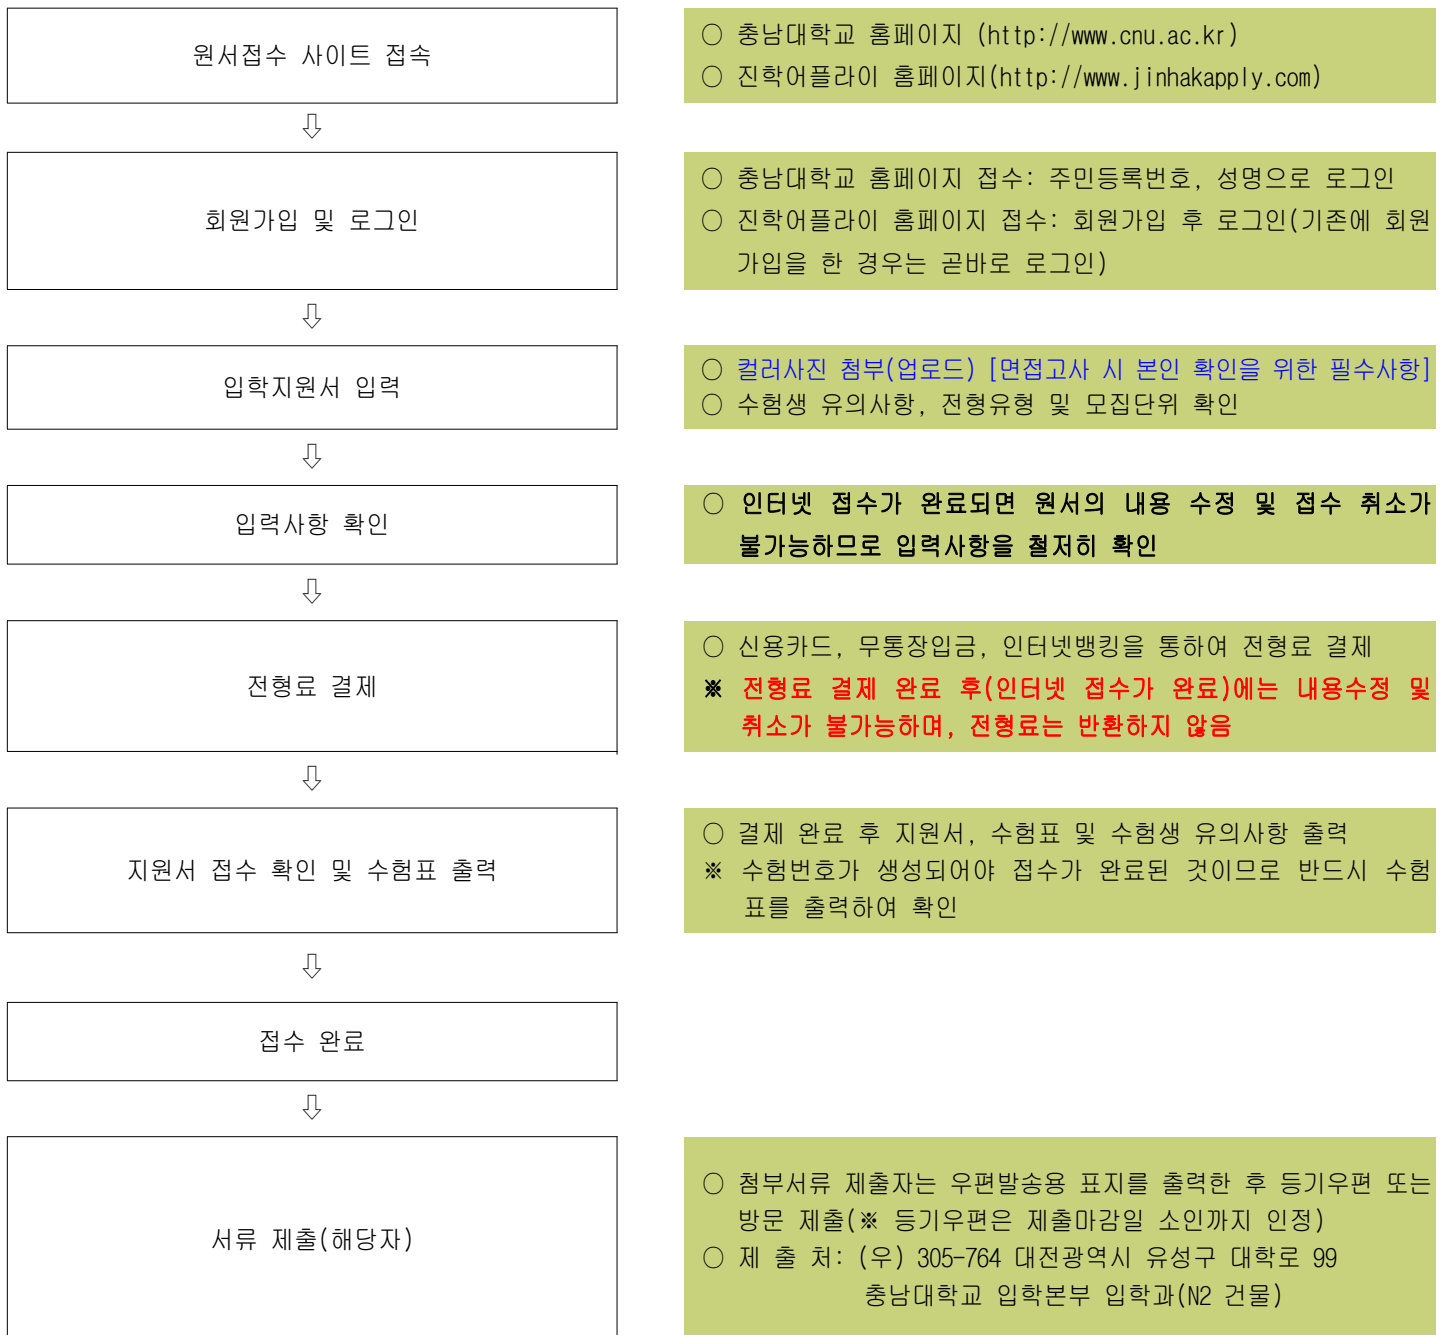 원서접수 사이트 접속
○ 충남대학교 홈페이지 (http://www.cnu.ac.kr)
○ 진학어플라이 홈페이지(http://www.jinhakapply.com)
⇩
회원가입 및 로그인
○ 충남대학교 홈페이지 접수: 주민등록번호, 성명으로 로그인
○ 진학어플라이 홈페이지 접수: 회원가입 후 로그인(기존에 회원
가입을 한 경우는 곧바로 로그인)
⇩
입학지원서 입력
○ 컬러사진 첨부(업로드) [면접고사 시 본인 확인을 위한 필수사항]
○ 수험생 유의사항, 전형유형 및 모집단위 확인
⇩
입력사항 확인
○ 인터넷 접수가 완료되면 원서의 내용 수정 및 접수 취소가
불가능하므로 입력사항을 철저히 확인
⇩
전형료 결제
○ 신용카드, 무통장입금, 인터넷뱅킹을 통하여 전형료 결제
※ 전형료 결제 완료 후(인터넷 접수가 완료)에는 내용수정 및
취소가 불가능하며, 전형료는 반환하지 않음
⇩
지원서 접수 확인 및 수험표 출력
○ 결제 완료 후 지원서, 수험표 및 수험생 유의사항 출력
※ 수험번호가 생성되어야 접수가 완료된 것이므로 반드시 수험
표를 출력하여 확인
⇩
접수 완료
⇩
서류 제출(해당자)
○ 첨부서류 제출자는 우편발송용 표지를 출력한 후 등기우편 또는
방문 제출(※ 등기우편은 제출마감일 소인까지 인정)
○ 제 출 처: (우) 305-764 대전광역시 유성구 대학로 99
충남대학교 입학본부 입학과(N2 건물)